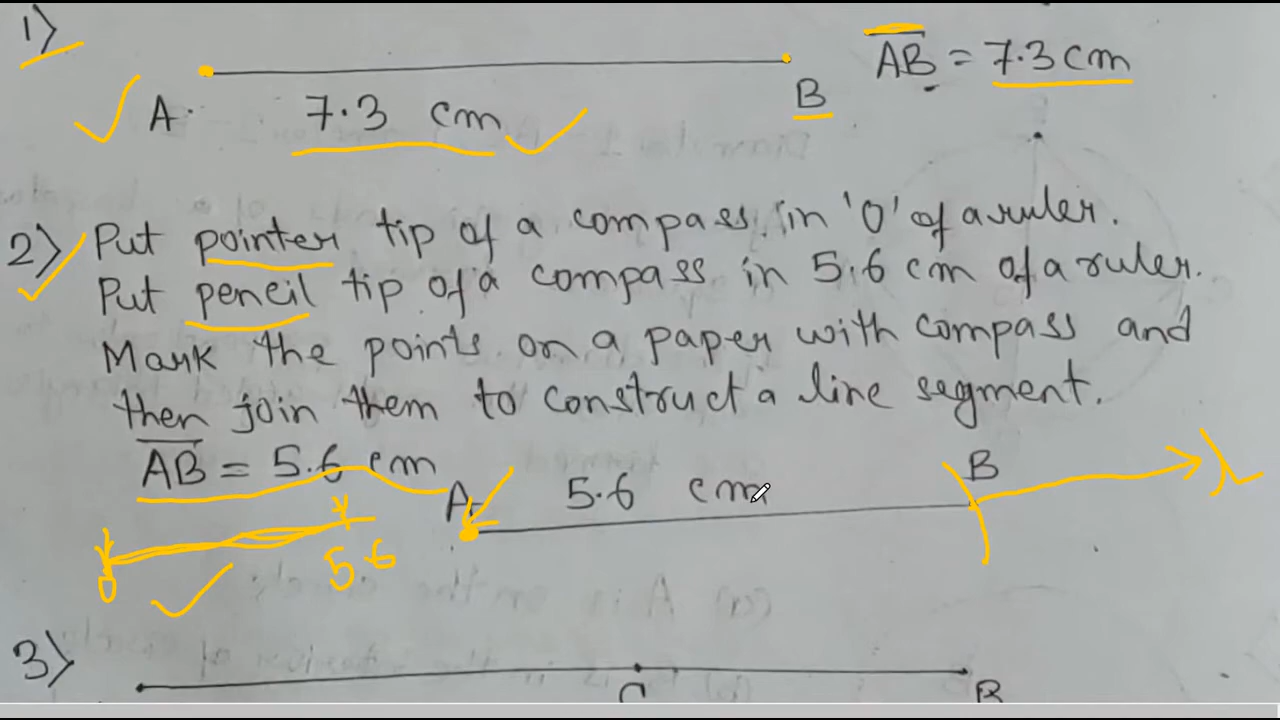 1)
A B AB = 7.3 cm
7.3 cm
2) Put pointer tip of a compass in '0' of a ruler.
Put pencil tip of a compass in 5.6 cm of a ruler.
Mark the points on a paper with compass and
then join them to construct a line segment.
AB = 5.6 cm
A 5.6 cm B l
0 5.6
3)
C B